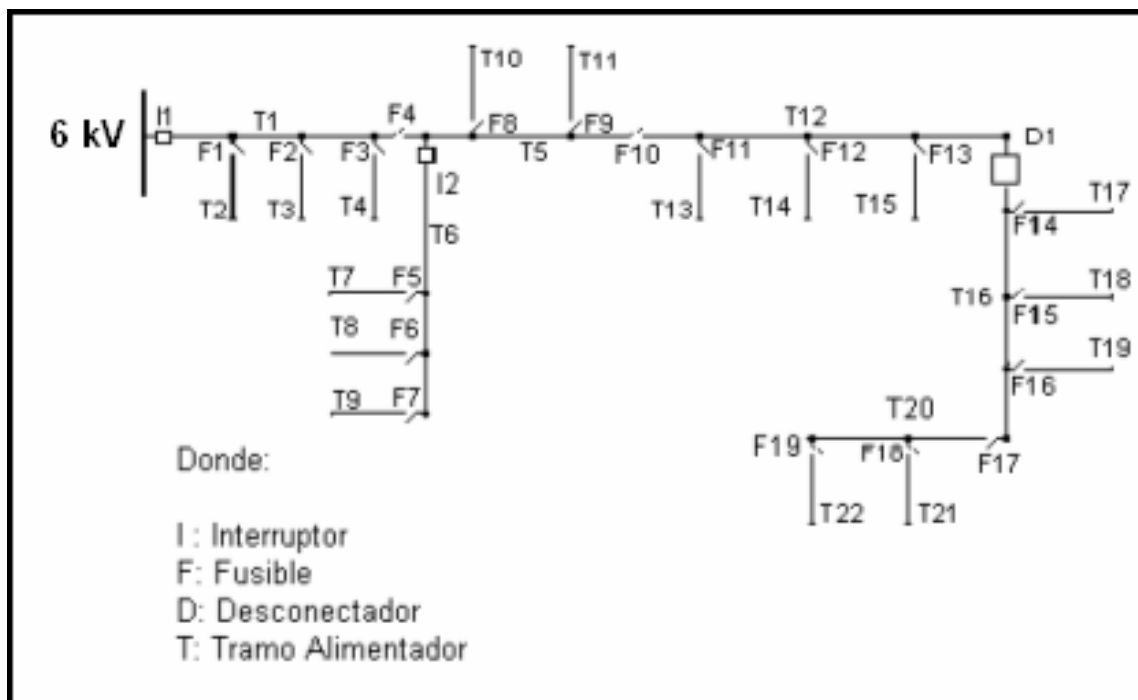 T10
T11
I1
T1
F4
F8
F9
T12
D1
6 kV
F1
F2
F3
I2
T5
F10
F11
F12
F13
T2
T3
T4
T13
T14
T15
T17
F14
T6
T7
F5
T16
T18
F15
T8
F6
T19
F16
T9
F7
T20
F19
F18
F17
T22
T21
Donde:
I : Interruptor
F: Fusible
D: Desconectador
T: Tramo Alimentador